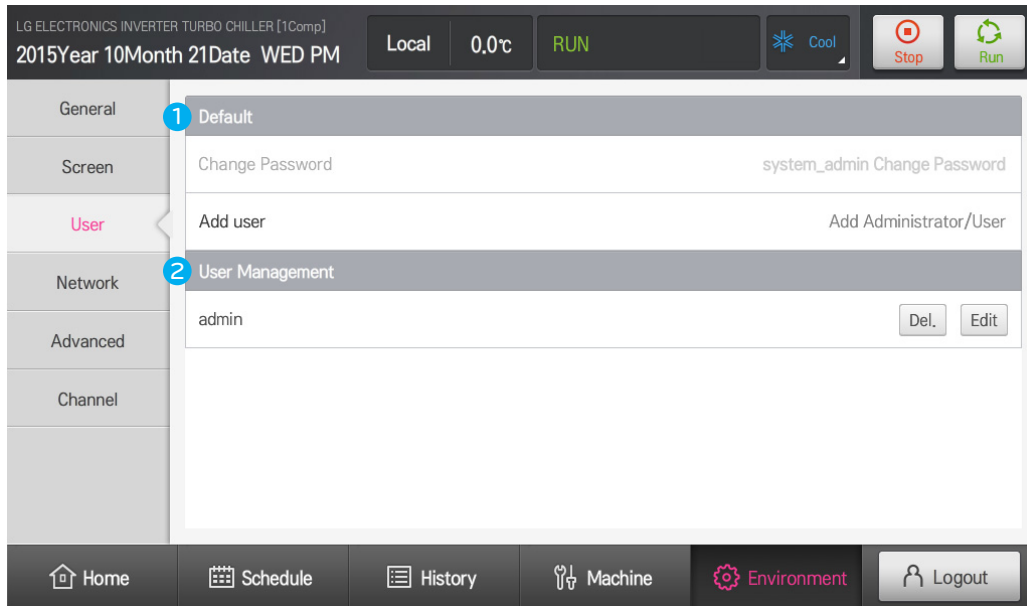 LG ELECTRONICS INVERTER TURBO CHILLER [1Comp]
2015Year 10Month 21Date WED PM
Local 0.0℃ RUN Cool Stop Run
General
Screen
User
Network
Advanced
Channel
1 Default
Change Password system_admin Change Password
Add user Add Administrator/User
2 User Management
admin Del. Edit
Home Schedule History Machine Environment Logout